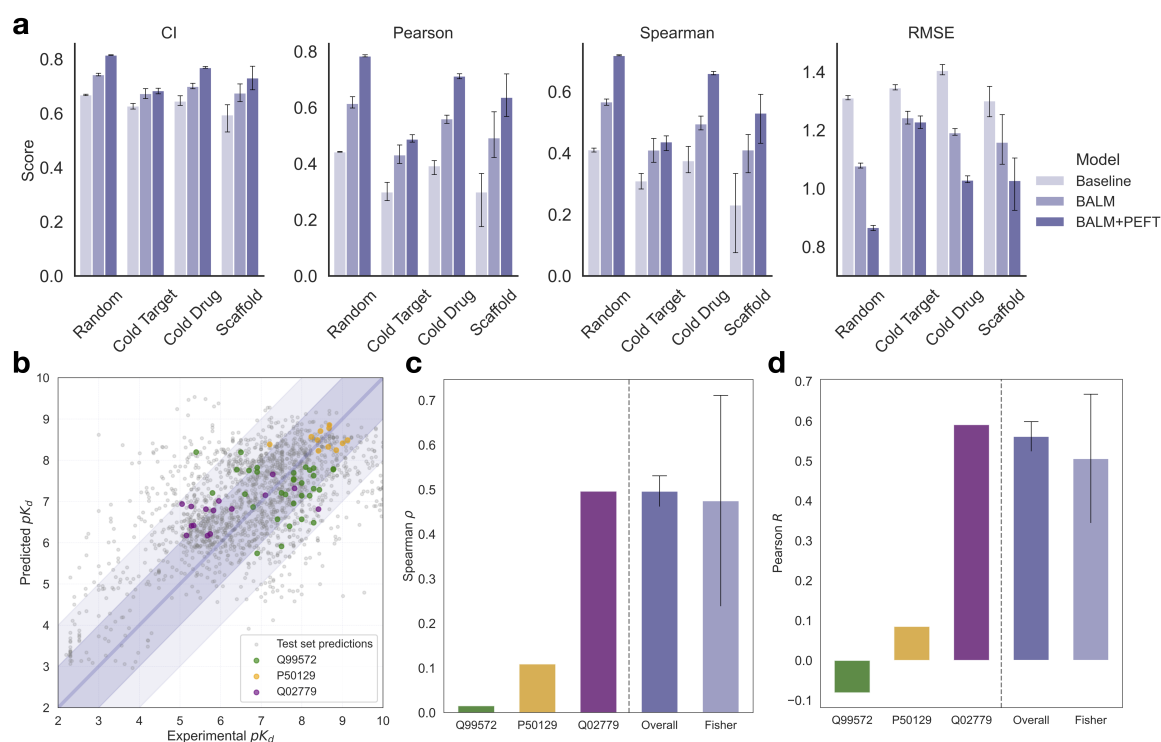 a
CI
Pearson
Spearman
RMSE
Score
0.8
0.6
0.4
0.2
0.0
0.8
0.6
0.4
0.2
0.0
0.6
0.4
0.2
0.0
1.4
1.2
1.0
0.8
Random
Cold Target
Cold Drug
Scaffold
Random
Cold Target
Cold Drug
Scaffold
Random
Cold Target
Cold Drug
Scaffold
Random
Cold Target
Cold Drug
Scaffold
Model
Baseline
BALM
BALM+PEFT
b
Predicted pKd
10
9
8
7
6
5
4
3
2
2 3 4 5 6 7 8 9 10
Experimental pKd
Test set predictions
Q99572
P50129
Q02779
c
Spearman ρ
0.7
0.6
0.5
0.4
0.3
0.2
0.1
0.0
Q99572 P50129 Q02779 Overall Fisher
d
Pearson R
0.7
0.6
0.5
0.4
0.3
0.2
0.1
0.0
−0.1
Q99572 P50129 Q02779 Overall Fisher